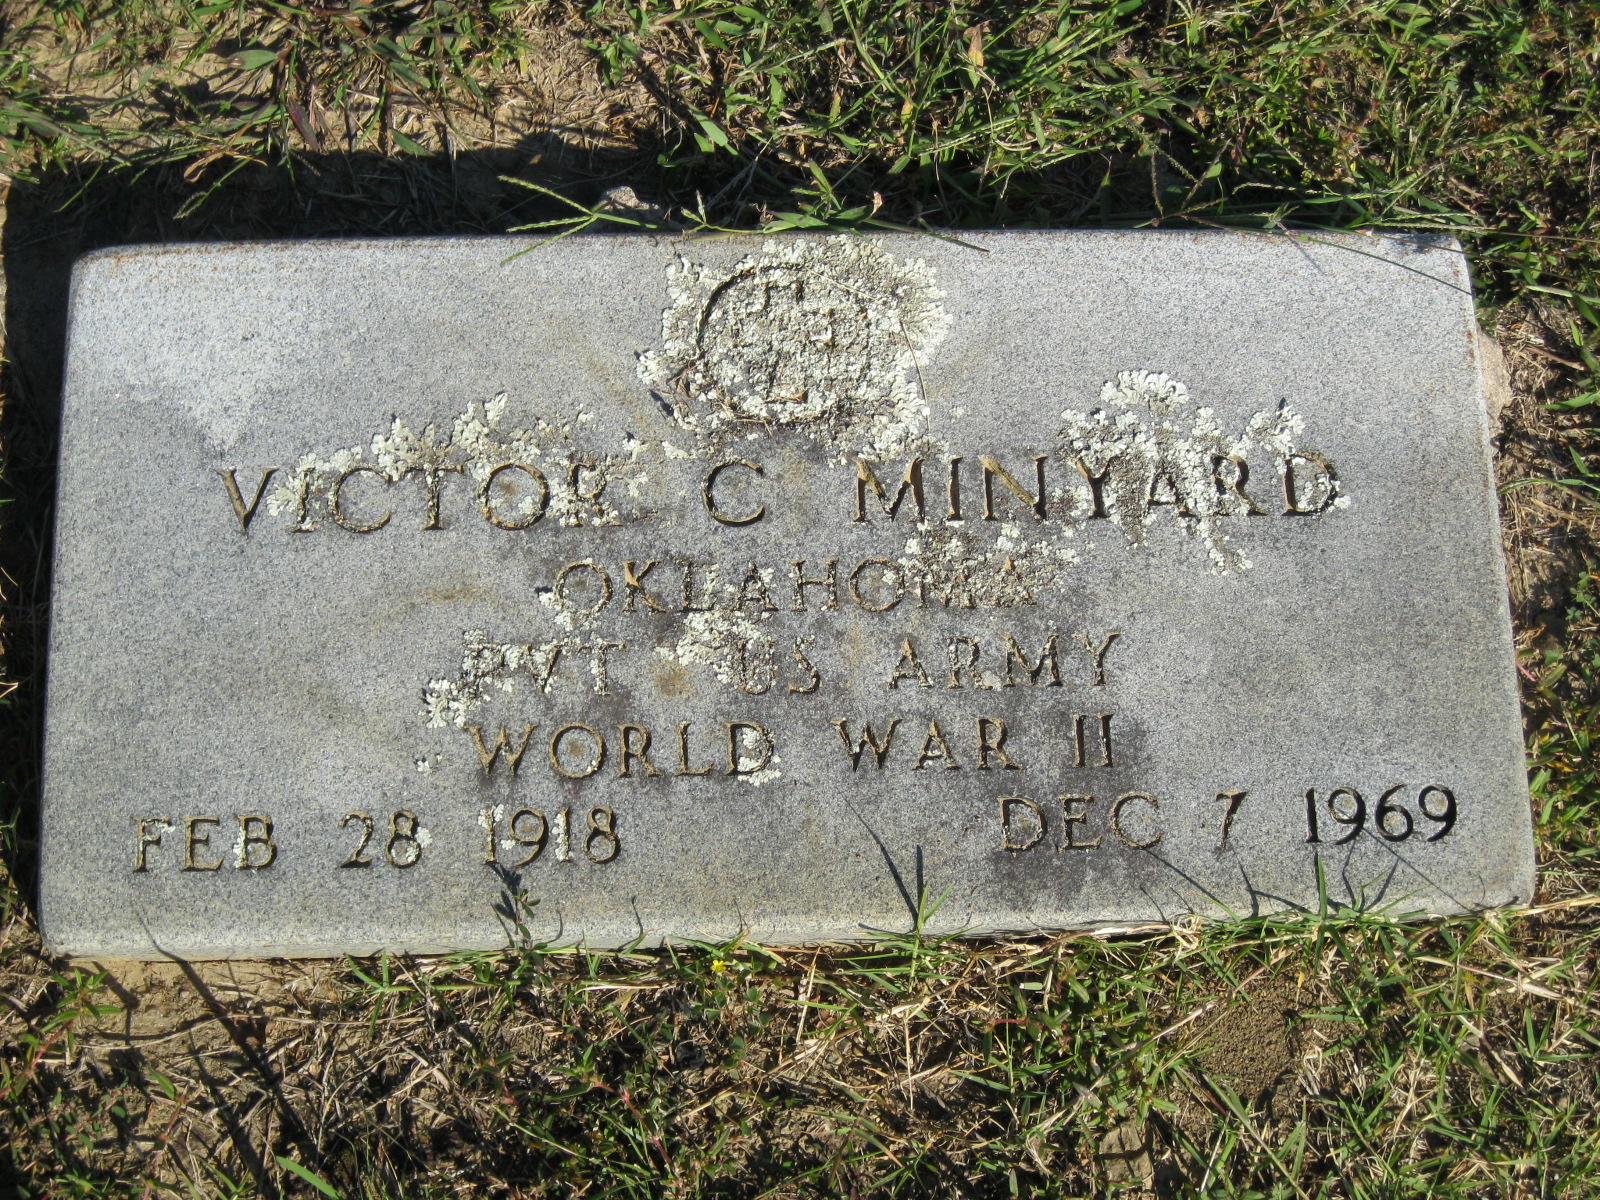 VICTOR C MINYARD
OKLAHOMA
PVT US ARMY
WORLD WAR II
FEB 28 1918 DEC 7 1969